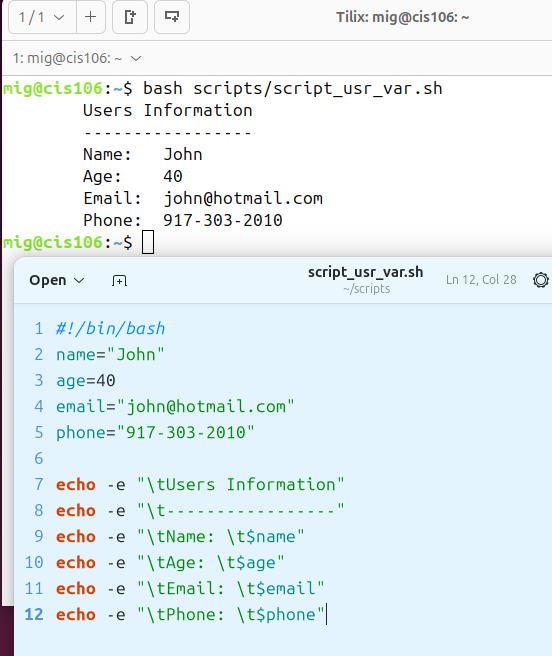 1 / 1
Tilix: mig@cis106: ~
1: mig@cis106: ~
mig@cis106:~$ bash scripts/script_usr_var.sh
Users Information
-----------------
Name: John
Age: 40
Email: john@hotmail.com
Phone: 917-303-2010
mig@cis106:~$
Open
script_usr_var.sh
~/scripts
Ln 12, Col 28
1 #!/bin/bash
2 name="John"
3 age=40
4 email="john@hotmail.com"
5 phone="917-303-2010"
6
7 echo -e "\tUsers Information"
8 echo -e "\t-----------------"
9 echo -e "\tName: \t$name"
10 echo -e "\tAge: \t$age"
11 echo -e "\tEmail: \t$email"
12 echo -e "\tPhone: \t$phone"